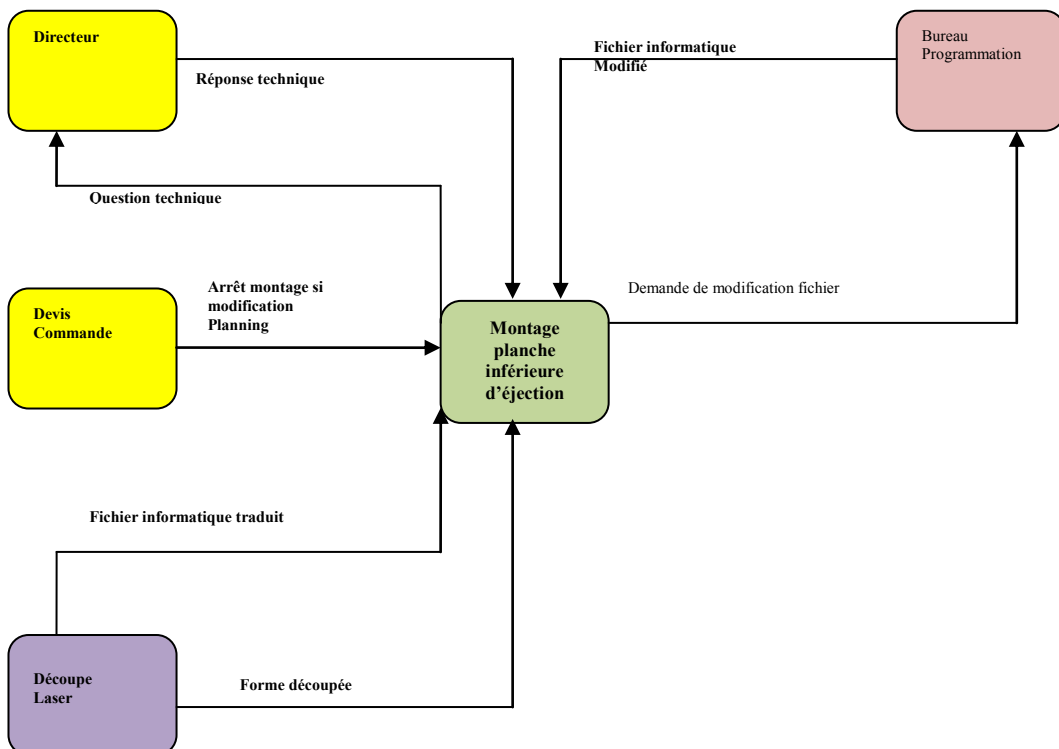 Directeur
Réponse technique
Fichier informatique
Modifié
Bureau
Programmation
Question technique
Arrêt montage si
modification
Planning
Devis
Commande
Demande de modification fichier
Montage
planche
inférieure
d'éjection
Fichier informatique traduit
Découpe
Laser
Forme découpée